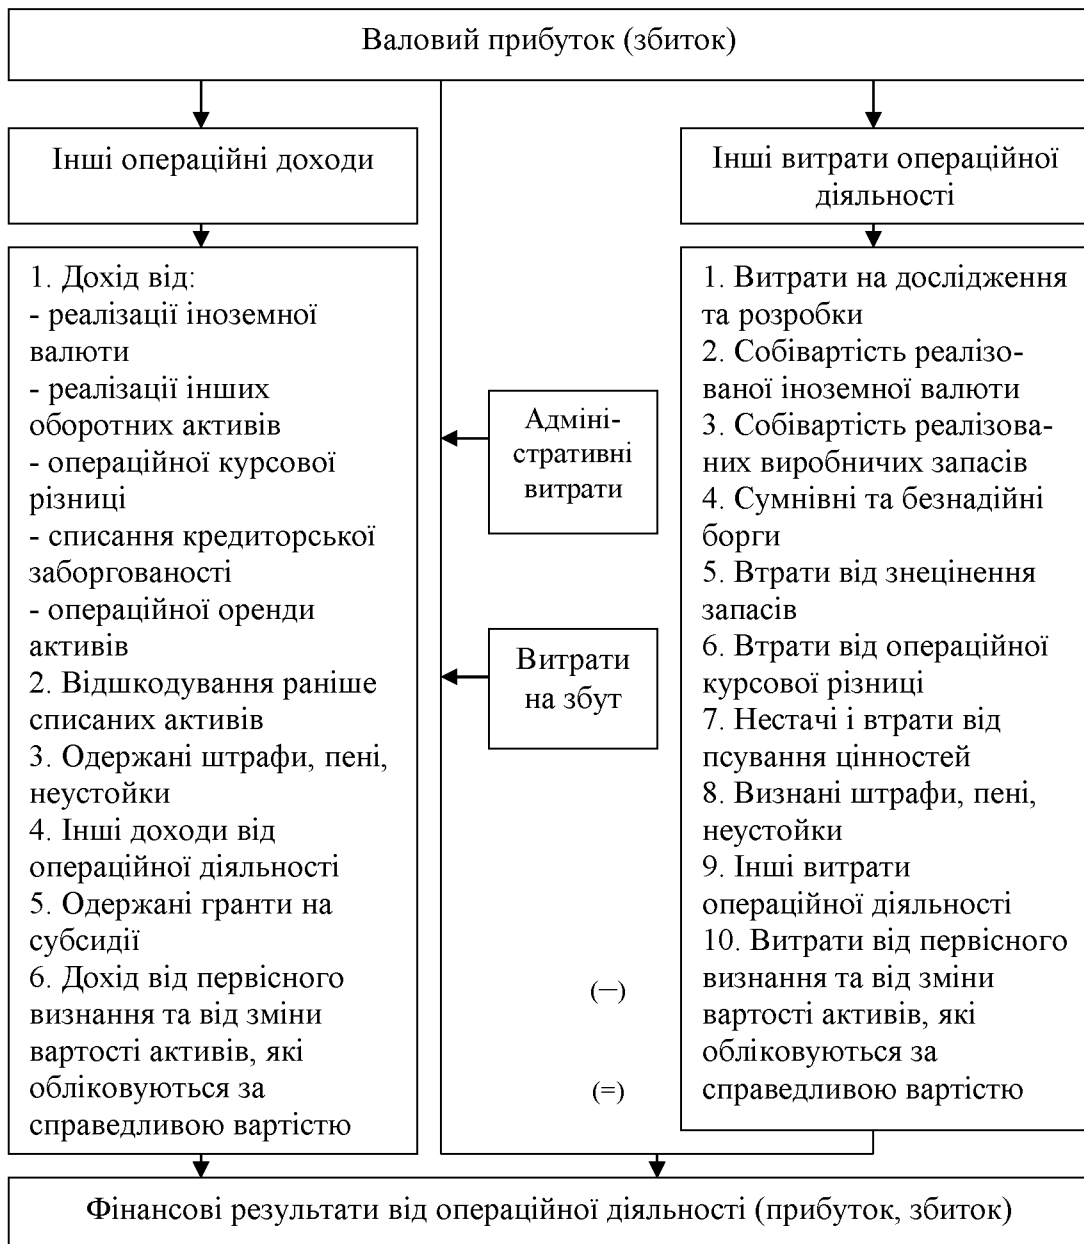 Валовий прибуток (збиток)
Інші операційні доходи
Інші витрати операційної
діяльності
1. Дохід від:
- реалізації іноземної
валюти
- реалізації інших
оборотних активів
- операційної курсової
різниці
- списання кредиторської
заборгованості
- операційної оренди
активів
2. Відшкодування раніше
списаних активів
3. Одержані штрафи, пені,
неустойки
4. Інші доходи від
операційної діяльності
5. Одержані гранти на
субсидії
6. Дохід від первісного
визнання та від зміни
вартості активів, які
обліковуються за
справедливою вартістю
Адміні-
стративні
витрати
Витрати
на збут
(−)
(=)
1. Витрати на дослідження
та розробки
2. Собівартість реалізо-
ваної іноземної валюти
3. Собівартість реалізова-
них виробничих запасів
4. Сумнівні та безнадійні
борги
5. Втрати від знецінення
запасів
6. Втрати від операційної
курсової різниці
7. Нестачі і втрати від
псування цінностей
8. Визнані штрафи, пені,
неустойки
9. Інші витрати
операційної діяльності
10. Витрати від первісного
визнання та від зміни
вартості активів, які
обліковуються за
справедливою вартістю
Фінансові результати від операційної діяльності (прибуток, збиток)